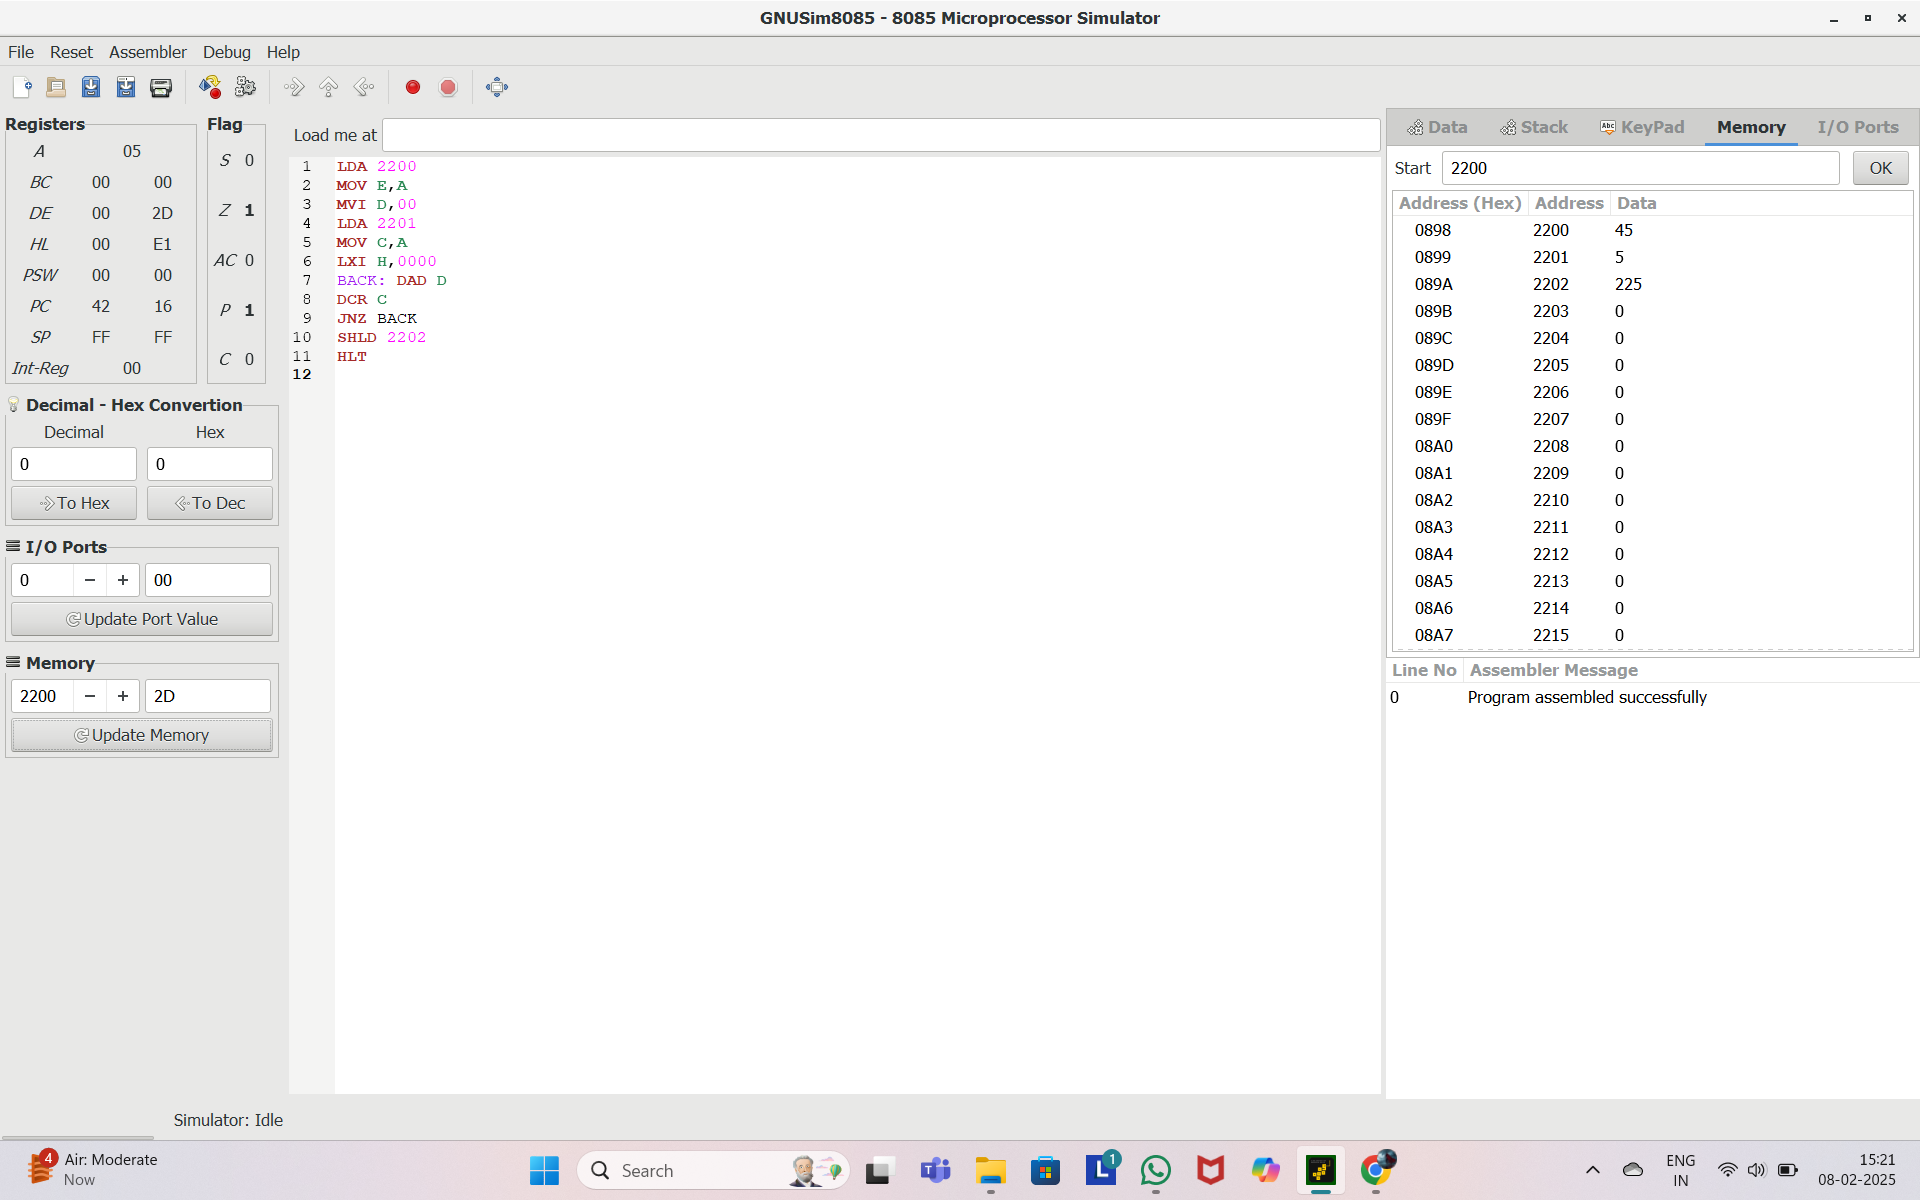 GNUSim8085 - 8085 Microprocessor Simulator
File Reset Assembler Debug Help
Registers
A 05
BC 00 00
DE 00 2D
HL 00 E1
PSW 00 00
PC 42 16
SP FF FF
Int-Reg 00
Flag
S 0
Z 1
AC 0
P 1
C 0
Decimal - Hex Convertion
Decimal Hex
0 0
To Hex To Dec
I/O Ports
0 − + 00
Update Port Value
Memory
2200 − + 2D
Update Memory
Load me at
1 LDA 2200
2 MOV E,A
3 MVI D,00
4 LDA 2201
5 MOV C,A
6 LXI H,0000
7 BACK: DAD D
8 DCR C
9 JNZ BACK
10 SHLD 2202
11 HLT
12
Data Stack Abc KeyPad Memory I/O Ports
Start 2200 OK
Address (Hex) Address Data
0898 2200 45
0899 2201 5
089A 2202 225
089B 2203 0
089C 2204 0
089D 2205 0
089E 2206 0
089F 2207 0
08A0 2208 0
08A1 2209 0
08A2 2210 0
08A3 2211 0
08A4 2212 0
08A5 2213 0
08A6 2214 0
08A7 2215 0
Line No Assembler Message
0 Program assembled successfully
Simulator: Idle
4 Air: Moderate
Now
Search
L 1
ENG
IN
15:21
08-02-2025